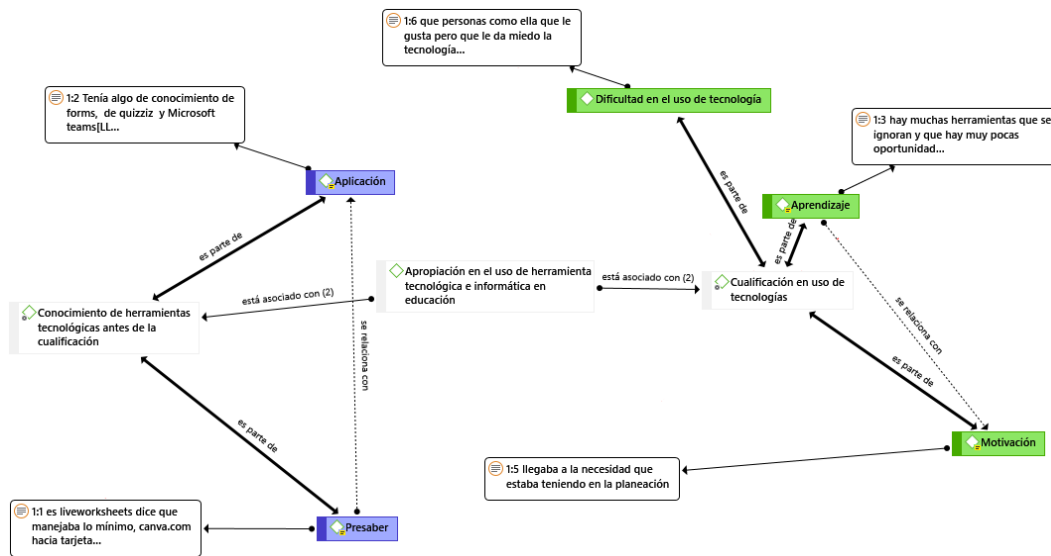 1:6 que personas como ella que le
gusta pero que le da miedo la
tecnología...
1:2 Tenía algo de conocimiento de
forms,  de quizziz  y Microsoft
teams[LL...
Dificultad en el uso de tecnología
1:3 hay muchas herramientas que se
ignoran y que hay muy pocas
oportunidad...
Aplicación
es parte de
Aprendizaje
es parte de
es parte de
Apropiación en el uso de herramienta
tecnológica e informática en
educación
está asociado con (2)
Cualificación en uso de
tecnologías
está asociado con (2)
Conocimiento de herramientas
tecnológicas antes de la
cualificación
se relaciona con
se relaciona con
es parte de
es parte de
Motivación
1:5 llegaba a la necesidad que
estaba teniendo en la planeación
1:1 es liveworksheets dice que
manejaba lo mínimo, canva.com
hacia tarjeta...
Presaber